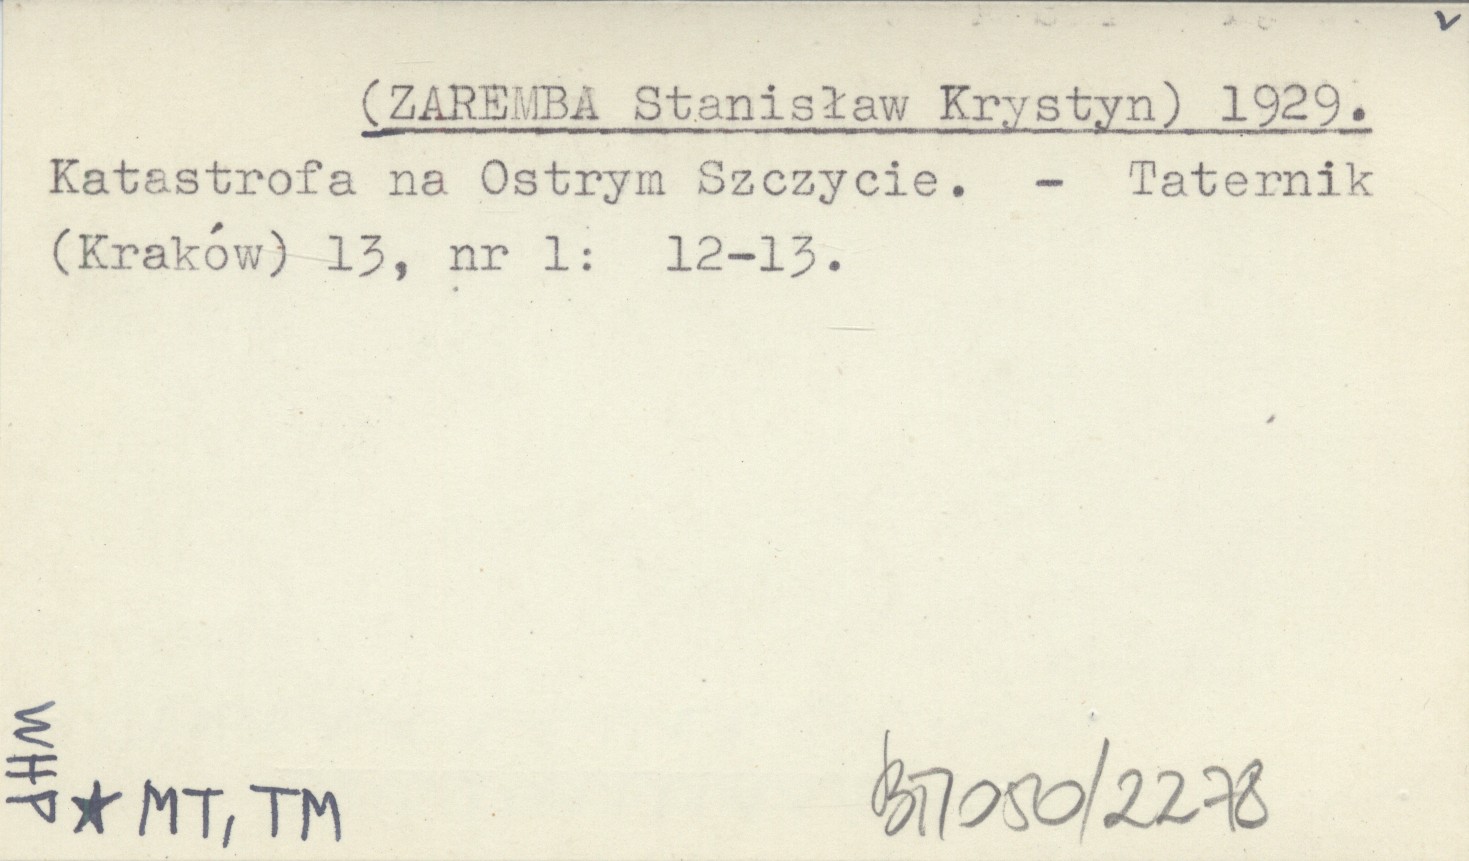 (ZAREMBA Stanisław Krystyn) 1929.
Katastrofa na Ostrym Szczycie. - Taternik
(Kraków) 13, nr 1: 12-13.
WHP
★ MT, TM
BT1050/2278